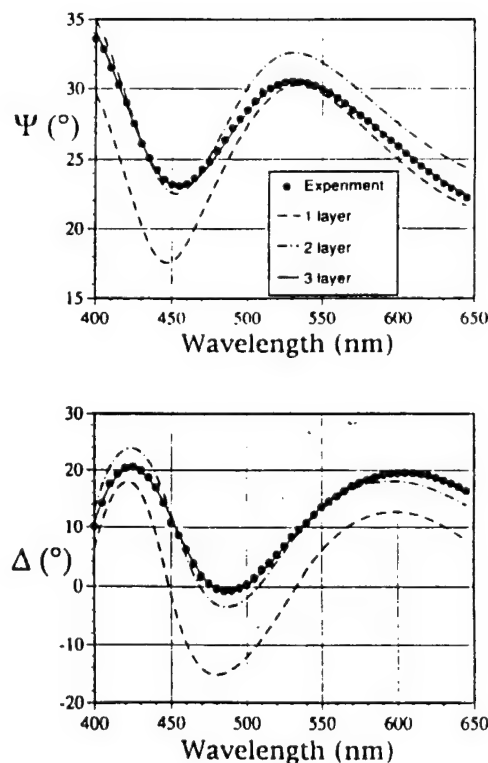 35
30
Ψ (°)
25
20
15
Experiment
1 layer
2 layer
3 layer
400 450 500 550 600 650
Wavelength (nm)
30
20
10
Δ (°)
0
-10
-20
400 450 500 550 600 650
Wavelength (nm)